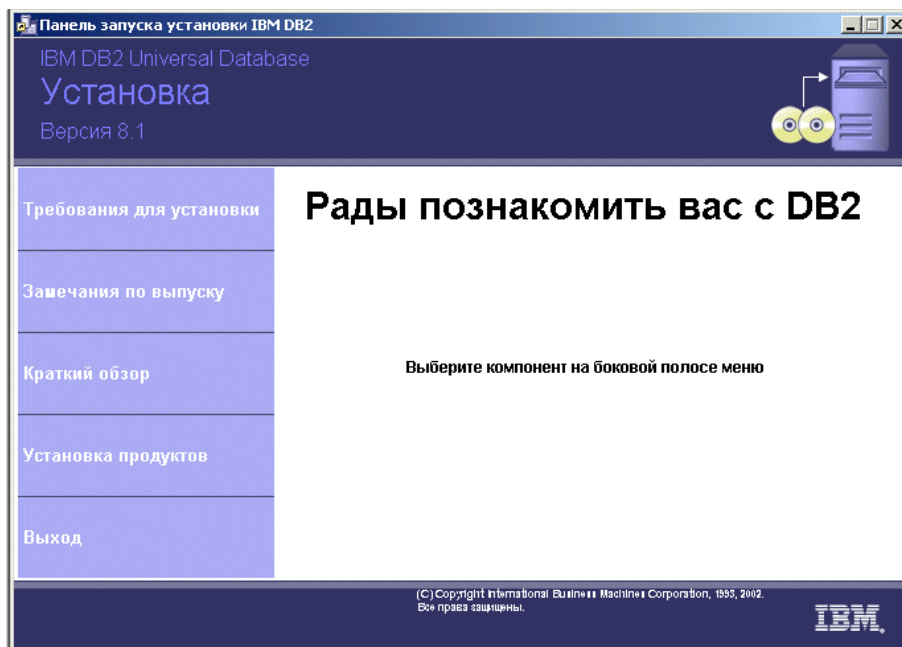 Панель запуска установки IBM DB2
IBM DB2 Universal Database
Установка
Версия 8.1
Требования для установки
Замечания по выпуску
Краткий обзор
Установка продуктов
Выход
Рады познакомить вас с DB2
Выберите компонент на боковой полосе меню
(C) Copyright International Business Machines Corporation, 1993, 2002.
Все права защищены.
IBM